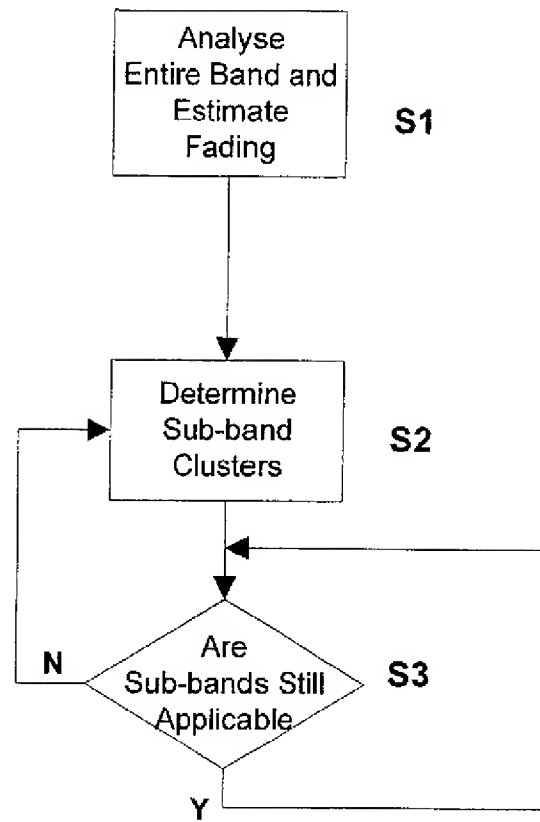 Analyse
Entire Band and
Estimate
Fading
S1
Determine
Sub-band
Clusters
S2
Are
Sub-bands Still
Applicable
S3
N
Y